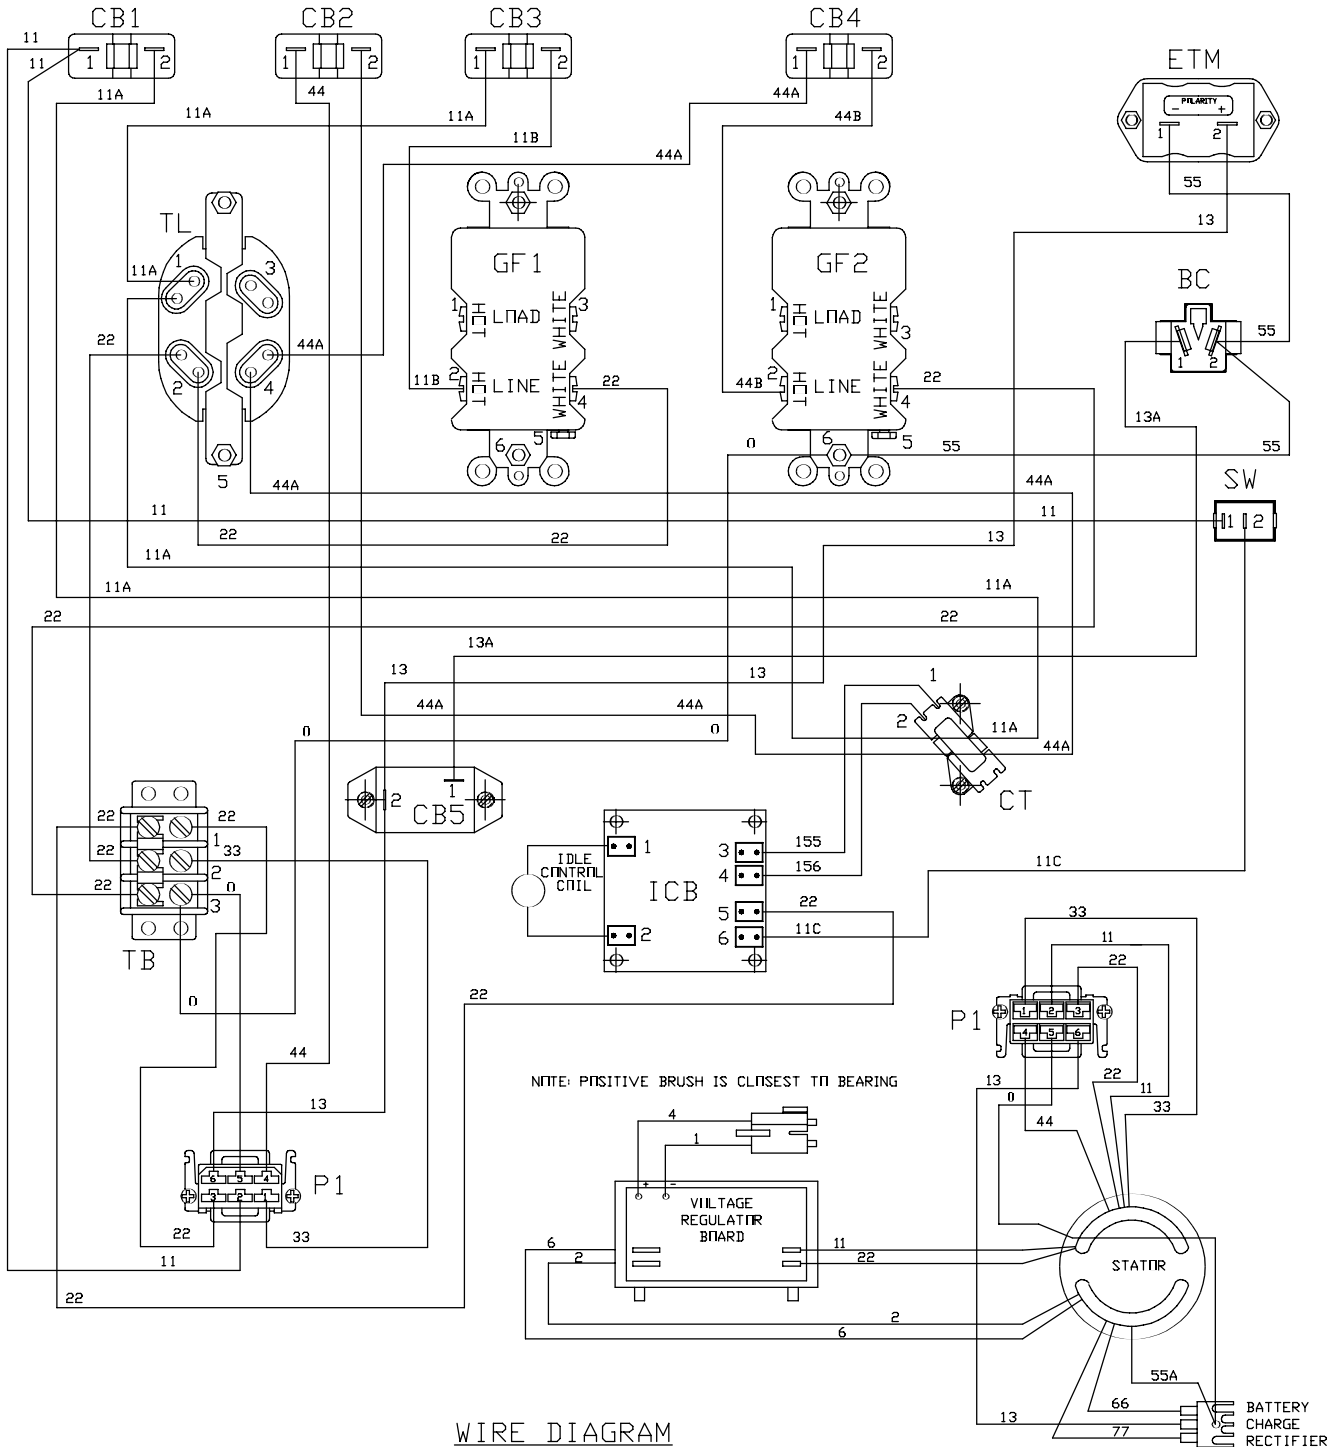 CB1 CB2 CB3 CB4
ETM
11
1 2 1 2 1 2 1 2
11
11A 44 44A
POLARITY
- +
1 2
11A 11A 44B
11B
44A
55
TL
13
1 3
11A
GF1 GF2
BC
1 HOT LOAD WHITE 3
1 HOT LOAD WHITE 3
22 44A 55
1 2
2 4
11B 2 HOT LINE WHITE 22 4
44B 2 HOT LINE WHITE 22 4
13A
6 5
0 6 5 55 55
5
44A 44A
SW
11 11 1 2
22 22 13
11A
11A 11A
22 22
13A
13 13 1
44A 44A 2 11A
0 0 44A
2 1
CB5
CT
22 22
1
22 33
2
22 0
3
TB
IDLE
CONTROL
COIL
1 3 155
4 156
ICB
5 22
2 6 11C
11C
0
22
33
11
22
P1
1 2 3
4 5 6
44
13
NOTE: POSITIVE BRUSH IS CLOSEST TO BEARING
13 22
0 11
44 33
4
1
6 5 4
3 2 1
P1
22 33
11
22
+ -
VOLTAGE
REGULATOR
BOARD
6 11
2 22
STATOR
2
6
55A
66
13
77
BATTERY
CHARGE
RECTIFIER
WIRE DIAGRAM